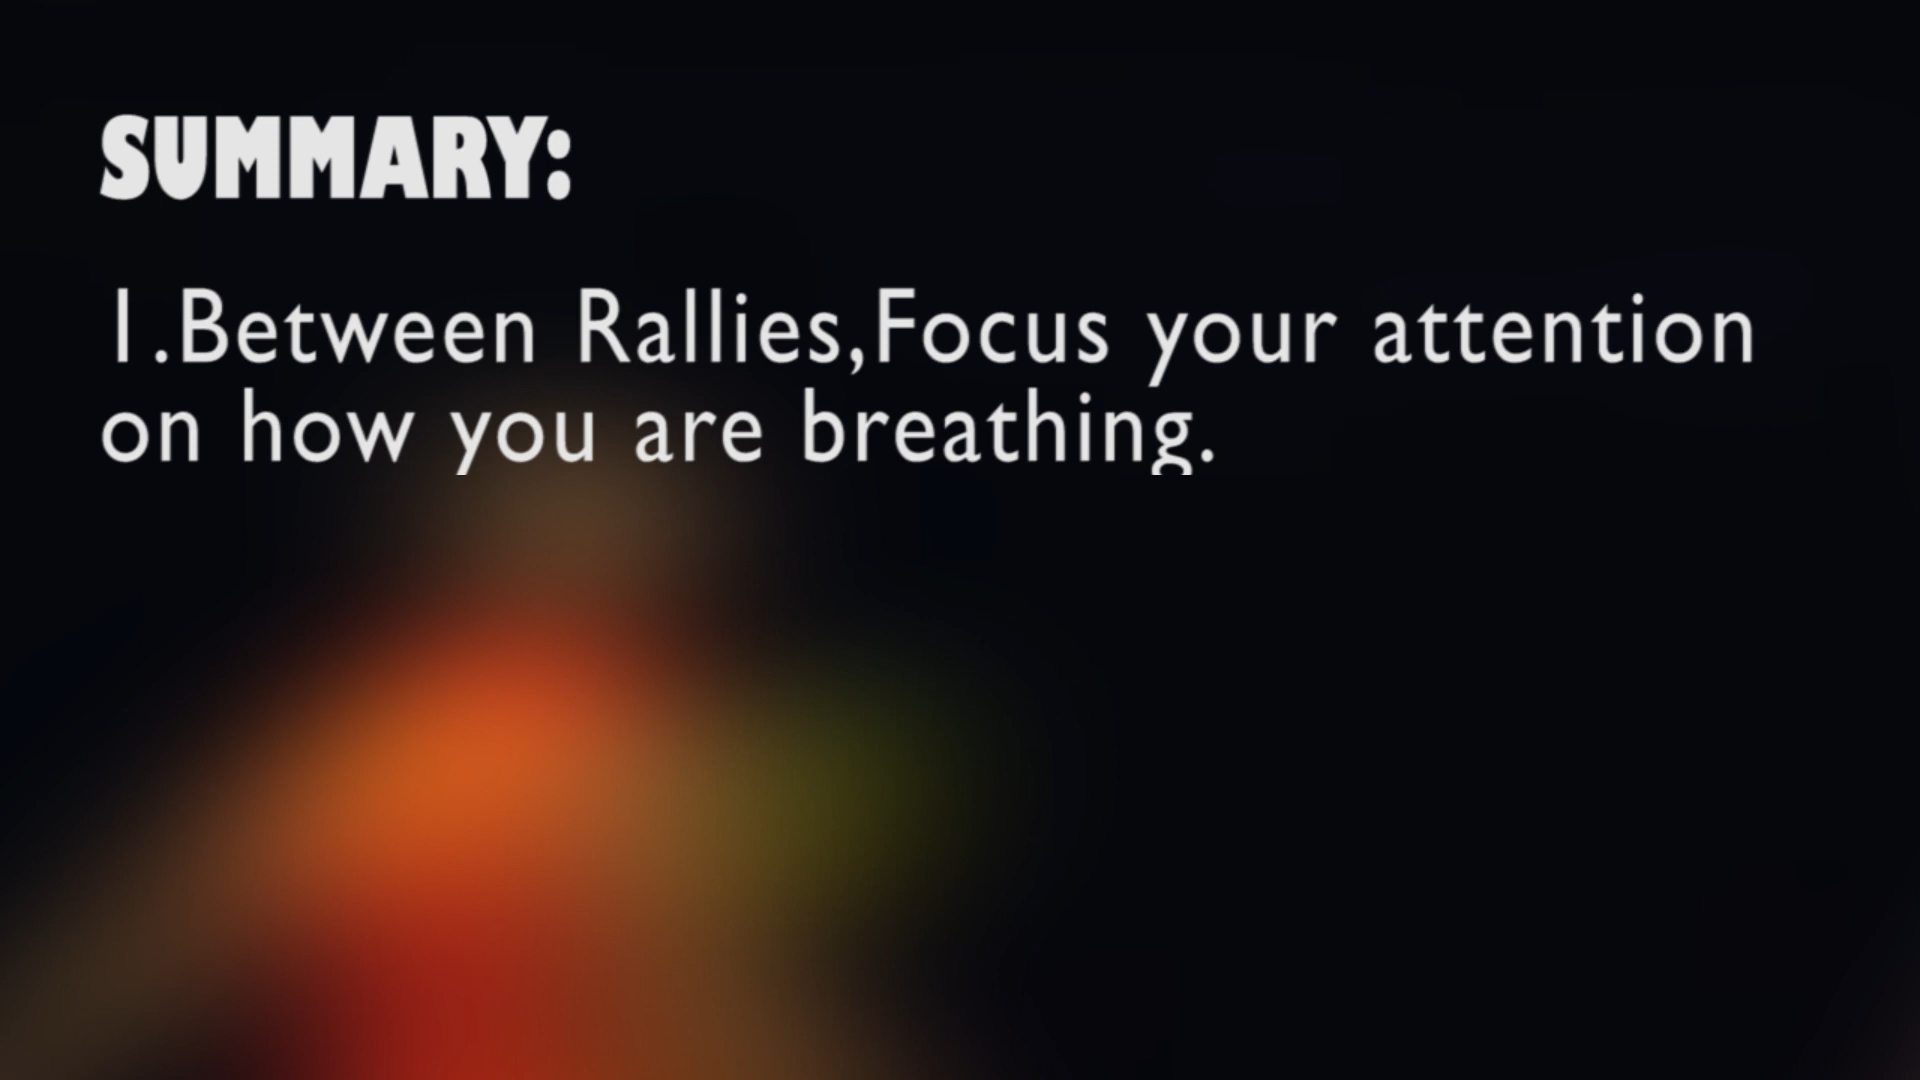 SUMMARY:
1.Between Rallies,Focus your attention
on how you are breathing.